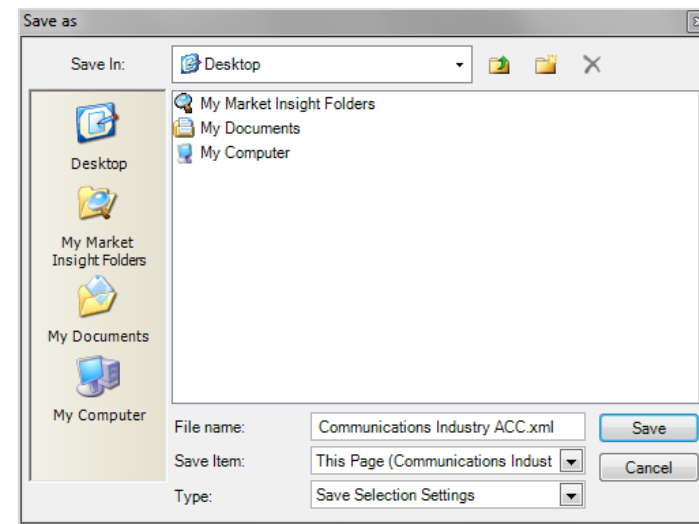 Save as
Save In:
Desktop
My Market Insight Folders
My Documents
My Computer
Desktop
My Market
Insight Folders
My Documents
My Computer
File name:
Communications Industry ACC.xml
Save
Save Item:
This Page (Communications Indust
Cancel
Type:
Save Selection Settings